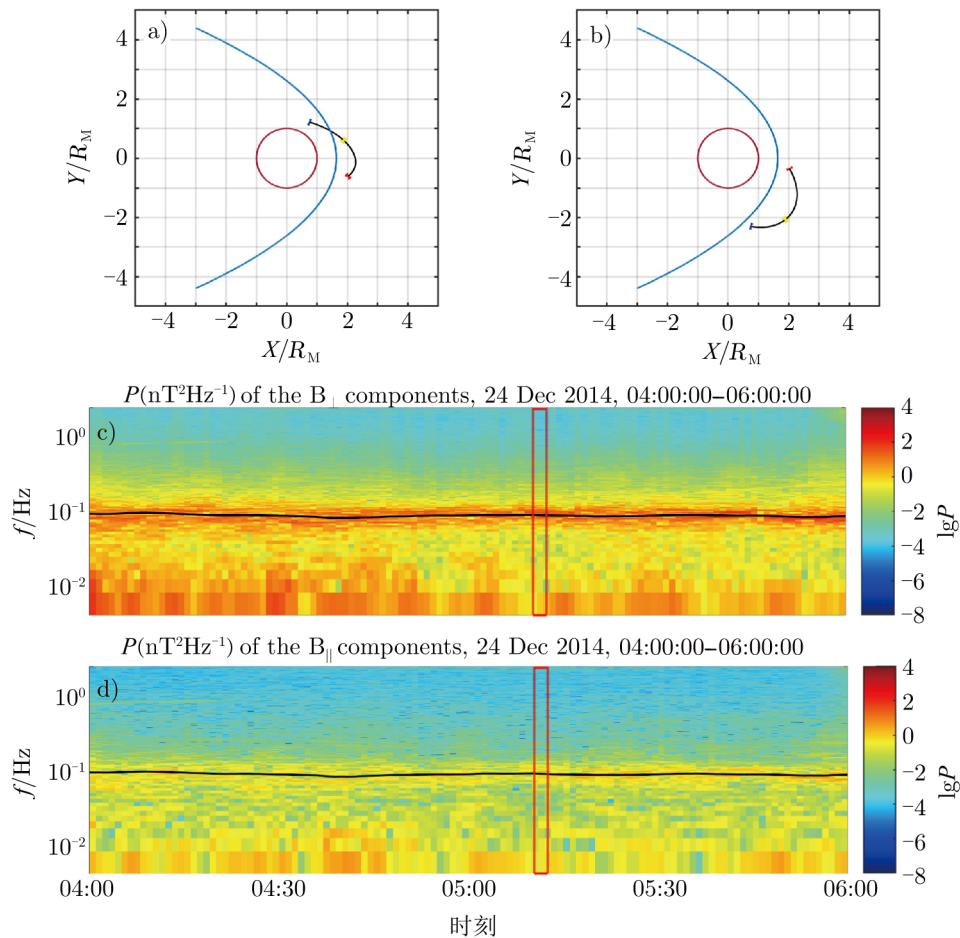 a)
4
2
0
−2
−4
Y/R_M
−4 −2 0 2 4
X/R_M
b)
4
2
0
−2
−4
Y/R_M
−4 −2 0 2 4
X/R_M
P(nT²Hz⁻¹) of the B⊥ components, 24 Dec 2014, 04:00:00−06:00:00
c)
10⁰
10⁻¹
10⁻²
f/Hz
4
2
0
−2
−4
−6
−8
lgP
P(nT²Hz⁻¹) of the B∥ components, 24 Dec 2014, 04:00:00−06:00:00
d)
10⁰
10⁻¹
10⁻²
f/Hz
4
2
0
−2
−4
−6
−8
lgP
04:00 04:30 05:00 05:30 06:00
时刻